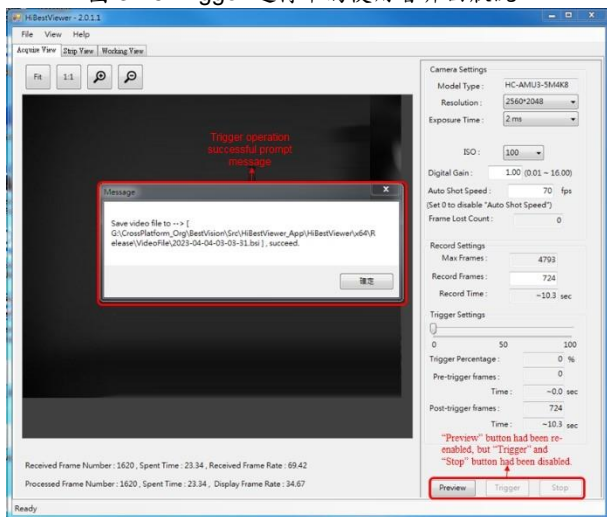 HiBestViewer - 2.0.1.1
File View Help
Acquire View Strip View Working View
Fit 1:1
Trigger operation
successful prompt
message
Message
x
Save video file to --> [
G:\CrossPlatform_Org\BestVision\Src\HiBestViewer_App\HiBestViewer\x64\R
elease\VideoFile\2023-04-04-03-03-31.bsi ] , succeed.
確定
Camera Settings
Model Type : HC-AMU3-5M4K8
Resolution : 2560*2048
Exposure Time : 2 ms
ISO : 100
Digital Gain : 1.00 (0.01 ~ 16.00)
Auto Shot Speed : 70 fps
(Set 0 to disable "Auto Shot Speed")
Frame Lost Count : 0
Record Settings
Max Frames : 4793
Record Frames : 724
Record Time : ~10.3 sec
Trigger Settings
0 50 100
Trigger Percentage : 0 %
Pre-trigger frames : 0
Time : ~0.0 sec
Post-trigger frames : 724
Time : ~10.3 sec
"Preview" button had been re-
enabled, but "Trigger" and
"Stop" button had been disabled.
Preview Trigger Stop
Received Frame Number : 1620 , Spent Time : 23.34 , Received Frame Rate : 69.42
Processed Frame Number : 1620 , Spent Time : 23.34 , Display Frame Rate : 34.67
Ready